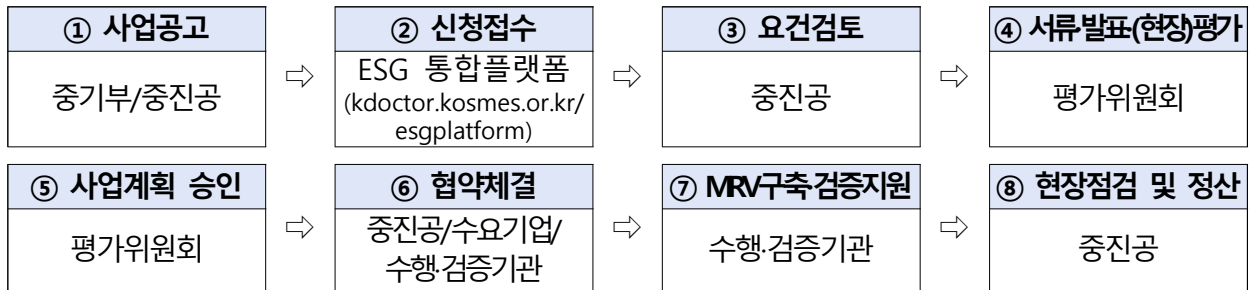 ① 사업공고
② 신청접수
③ 요건검토
④ 서류·발표(현장)평가
중기부/중진공
⇨
ESG 통합플랫폼
(kdoctor.kosmes.or.kr/
esgplatform)
⇨
중진공
⇨
평가위원회
⑤ 사업계획 승인
⑥ 협약체결
⑦ MRV구축·검증지원
⑧ 현장점검 및 정산
평가위원회
⇨
중진공/수요기업/
수행·검증기관
⇨
수행·검증기관
⇨
중진공